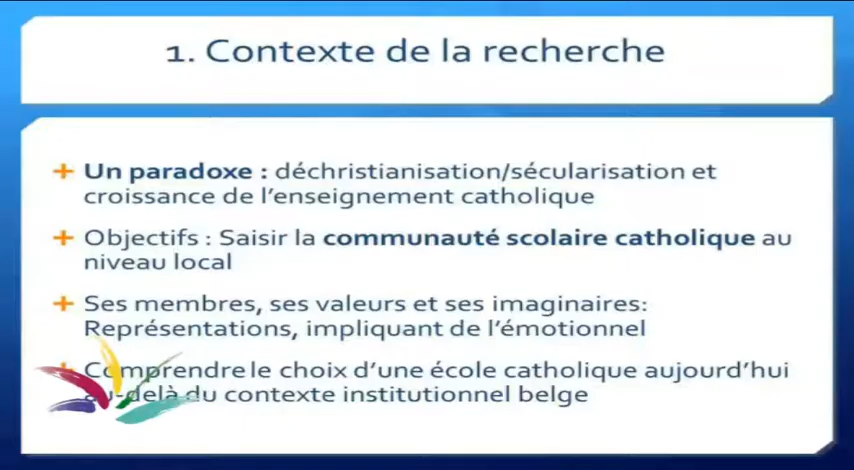 1. Contexte de la recherche
Un paradoxe : déchristianisation/sécularisation et
croissance de l'enseignement catholique
Objectifs : Saisir la communauté scolaire catholique au
niveau local
Ses membres, ses valeurs et ses imaginaires:
Représentations, impliquant de l'émotionnel
Comprendre le choix d'une école catholique aujourd'hui
au-delà du contexte institutionnel belge